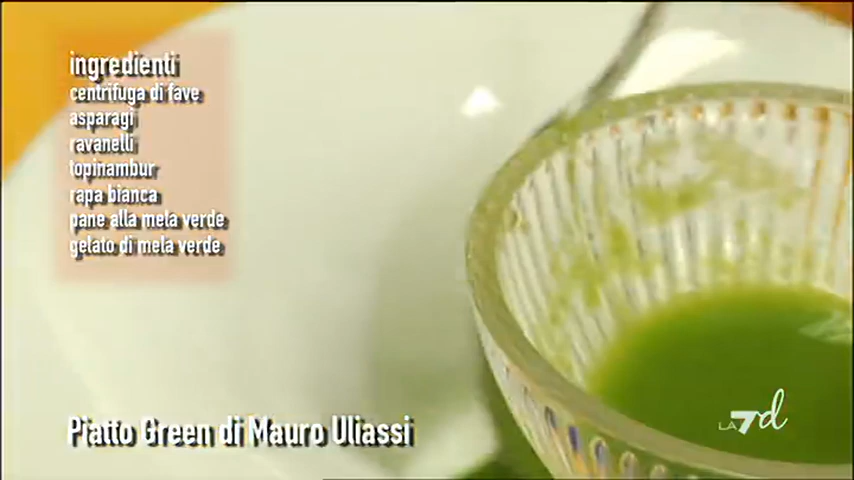 ingredienti
centrifuga di fave
asparagi
ravanelli
topinambur
rapa bianca
pane alla mela verde
gelato di mela verde
Piatto Green di Mauro Uliassi
LA7d